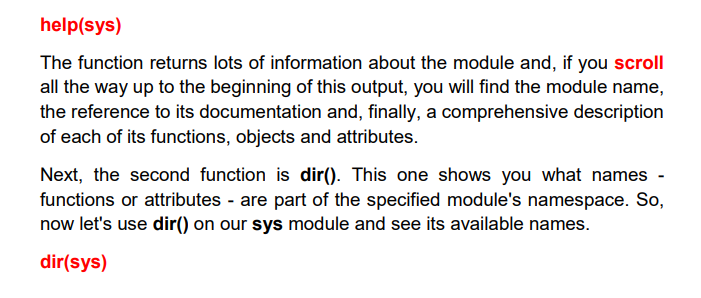 help(sys)
The function returns lots of information about the module and, if you scroll
all the way up to the beginning of this output, you will find the module name,
the reference to its documentation and, finally, a comprehensive description
of each of its functions, objects and attributes.
Next, the second function is dir(). This one shows you what names -
functions or attributes - are part of the specified module's namespace. So,
now let's use dir() on our sys module and see its available names.
dir(sys)